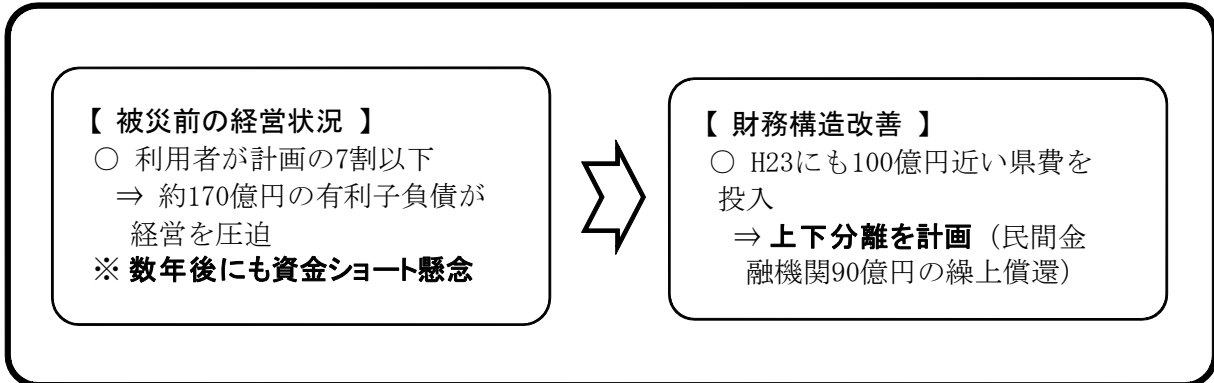 【 被災前の経営状況 】
○ 利用者が計画の7割以下
⇒ 約170億円の有利子負債が
経営を圧迫
※ 数年後にも資金ショート懸念
【 財務構造改善 】
○ H23にも100億円近い県費を
投入
⇒ 上下分離を計画（民間金
融機関90億円の繰上償還）